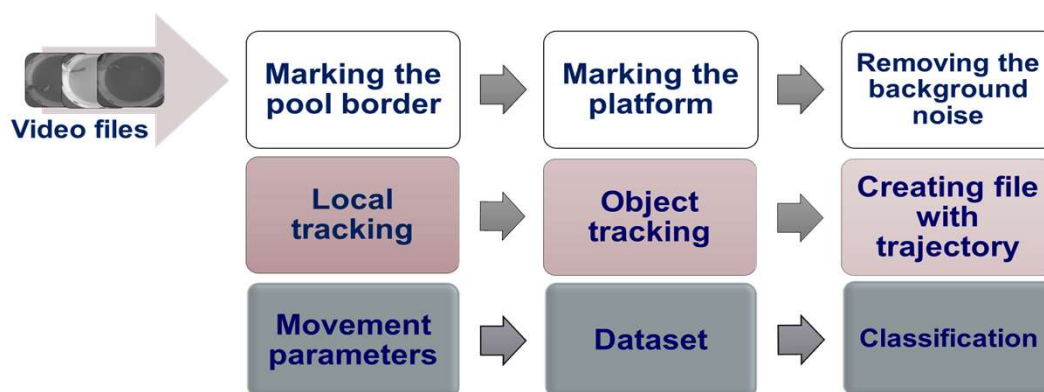 Video files
Marking the
pool border
Marking the
platform
Removing the
background
noise
Local
tracking
Object
tracking
Creating file
with
trajectory
Movement
parameters
Dataset
Classification